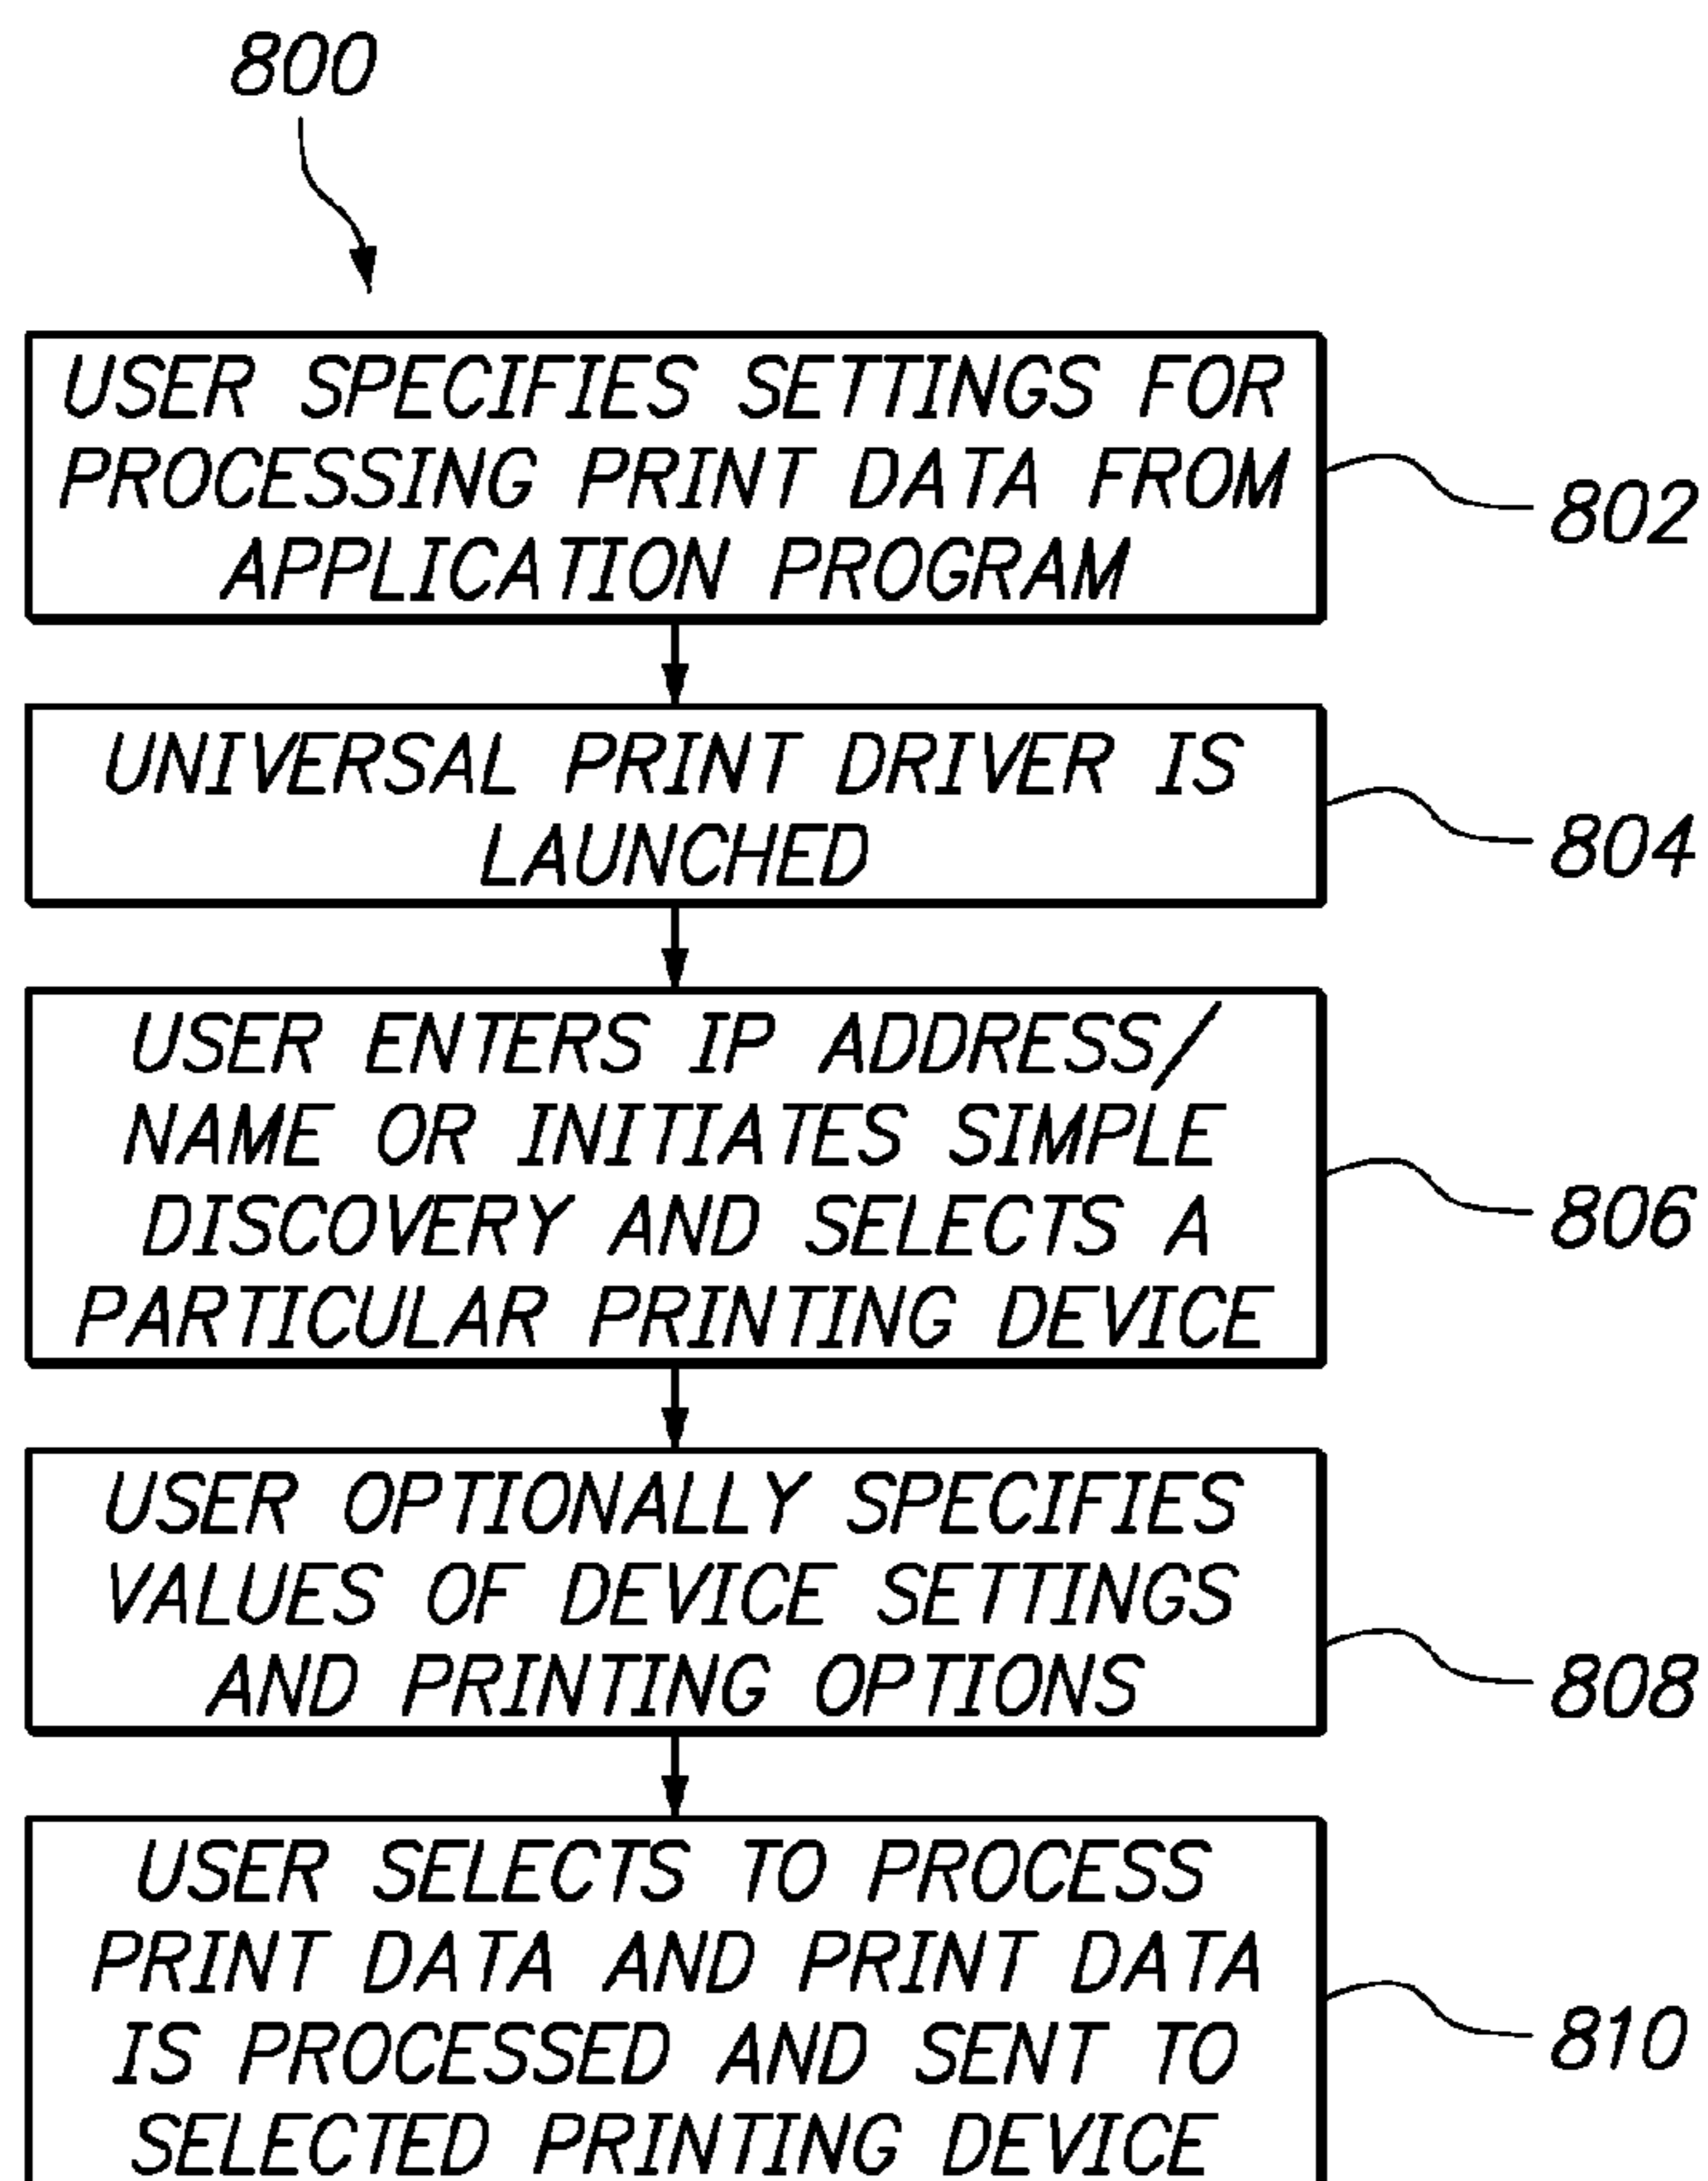 800
USER SPECIFIES SETTINGS FOR
PROCESSING PRINT DATA FROM
APPLICATION PROGRAM
802
UNIVERSAL PRINT DRIVER IS
LAUNCHED
804
USER ENTERS IP ADDRESS/
NAME OR INITIATES SIMPLE
DISCOVERY AND SELECTS A
PARTICULAR PRINTING DEVICE
806
USER OPTIONALLY SPECIFIES
VALUES OF DEVICE SETTINGS
AND PRINTING OPTIONS
808
USER SELECTS TO PROCESS
PRINT DATA AND PRINT DATA
IS PROCESSED AND SENT TO
SELECTED PRINTING DEVICE
810